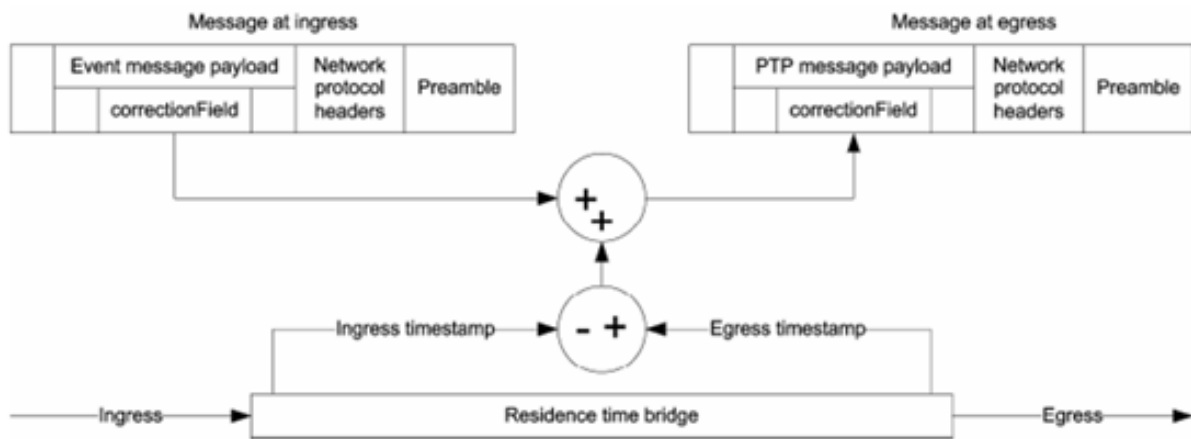 Message at ingress
Message at egress
Event message payload
correctionField
Network
protocol
headers
Preamble
PTP message payload
correctionField
Network
protocol
headers
Preamble
+
+
Ingress timestamp
- +
Egress timestamp
Ingress
Residence time bridge
Egress